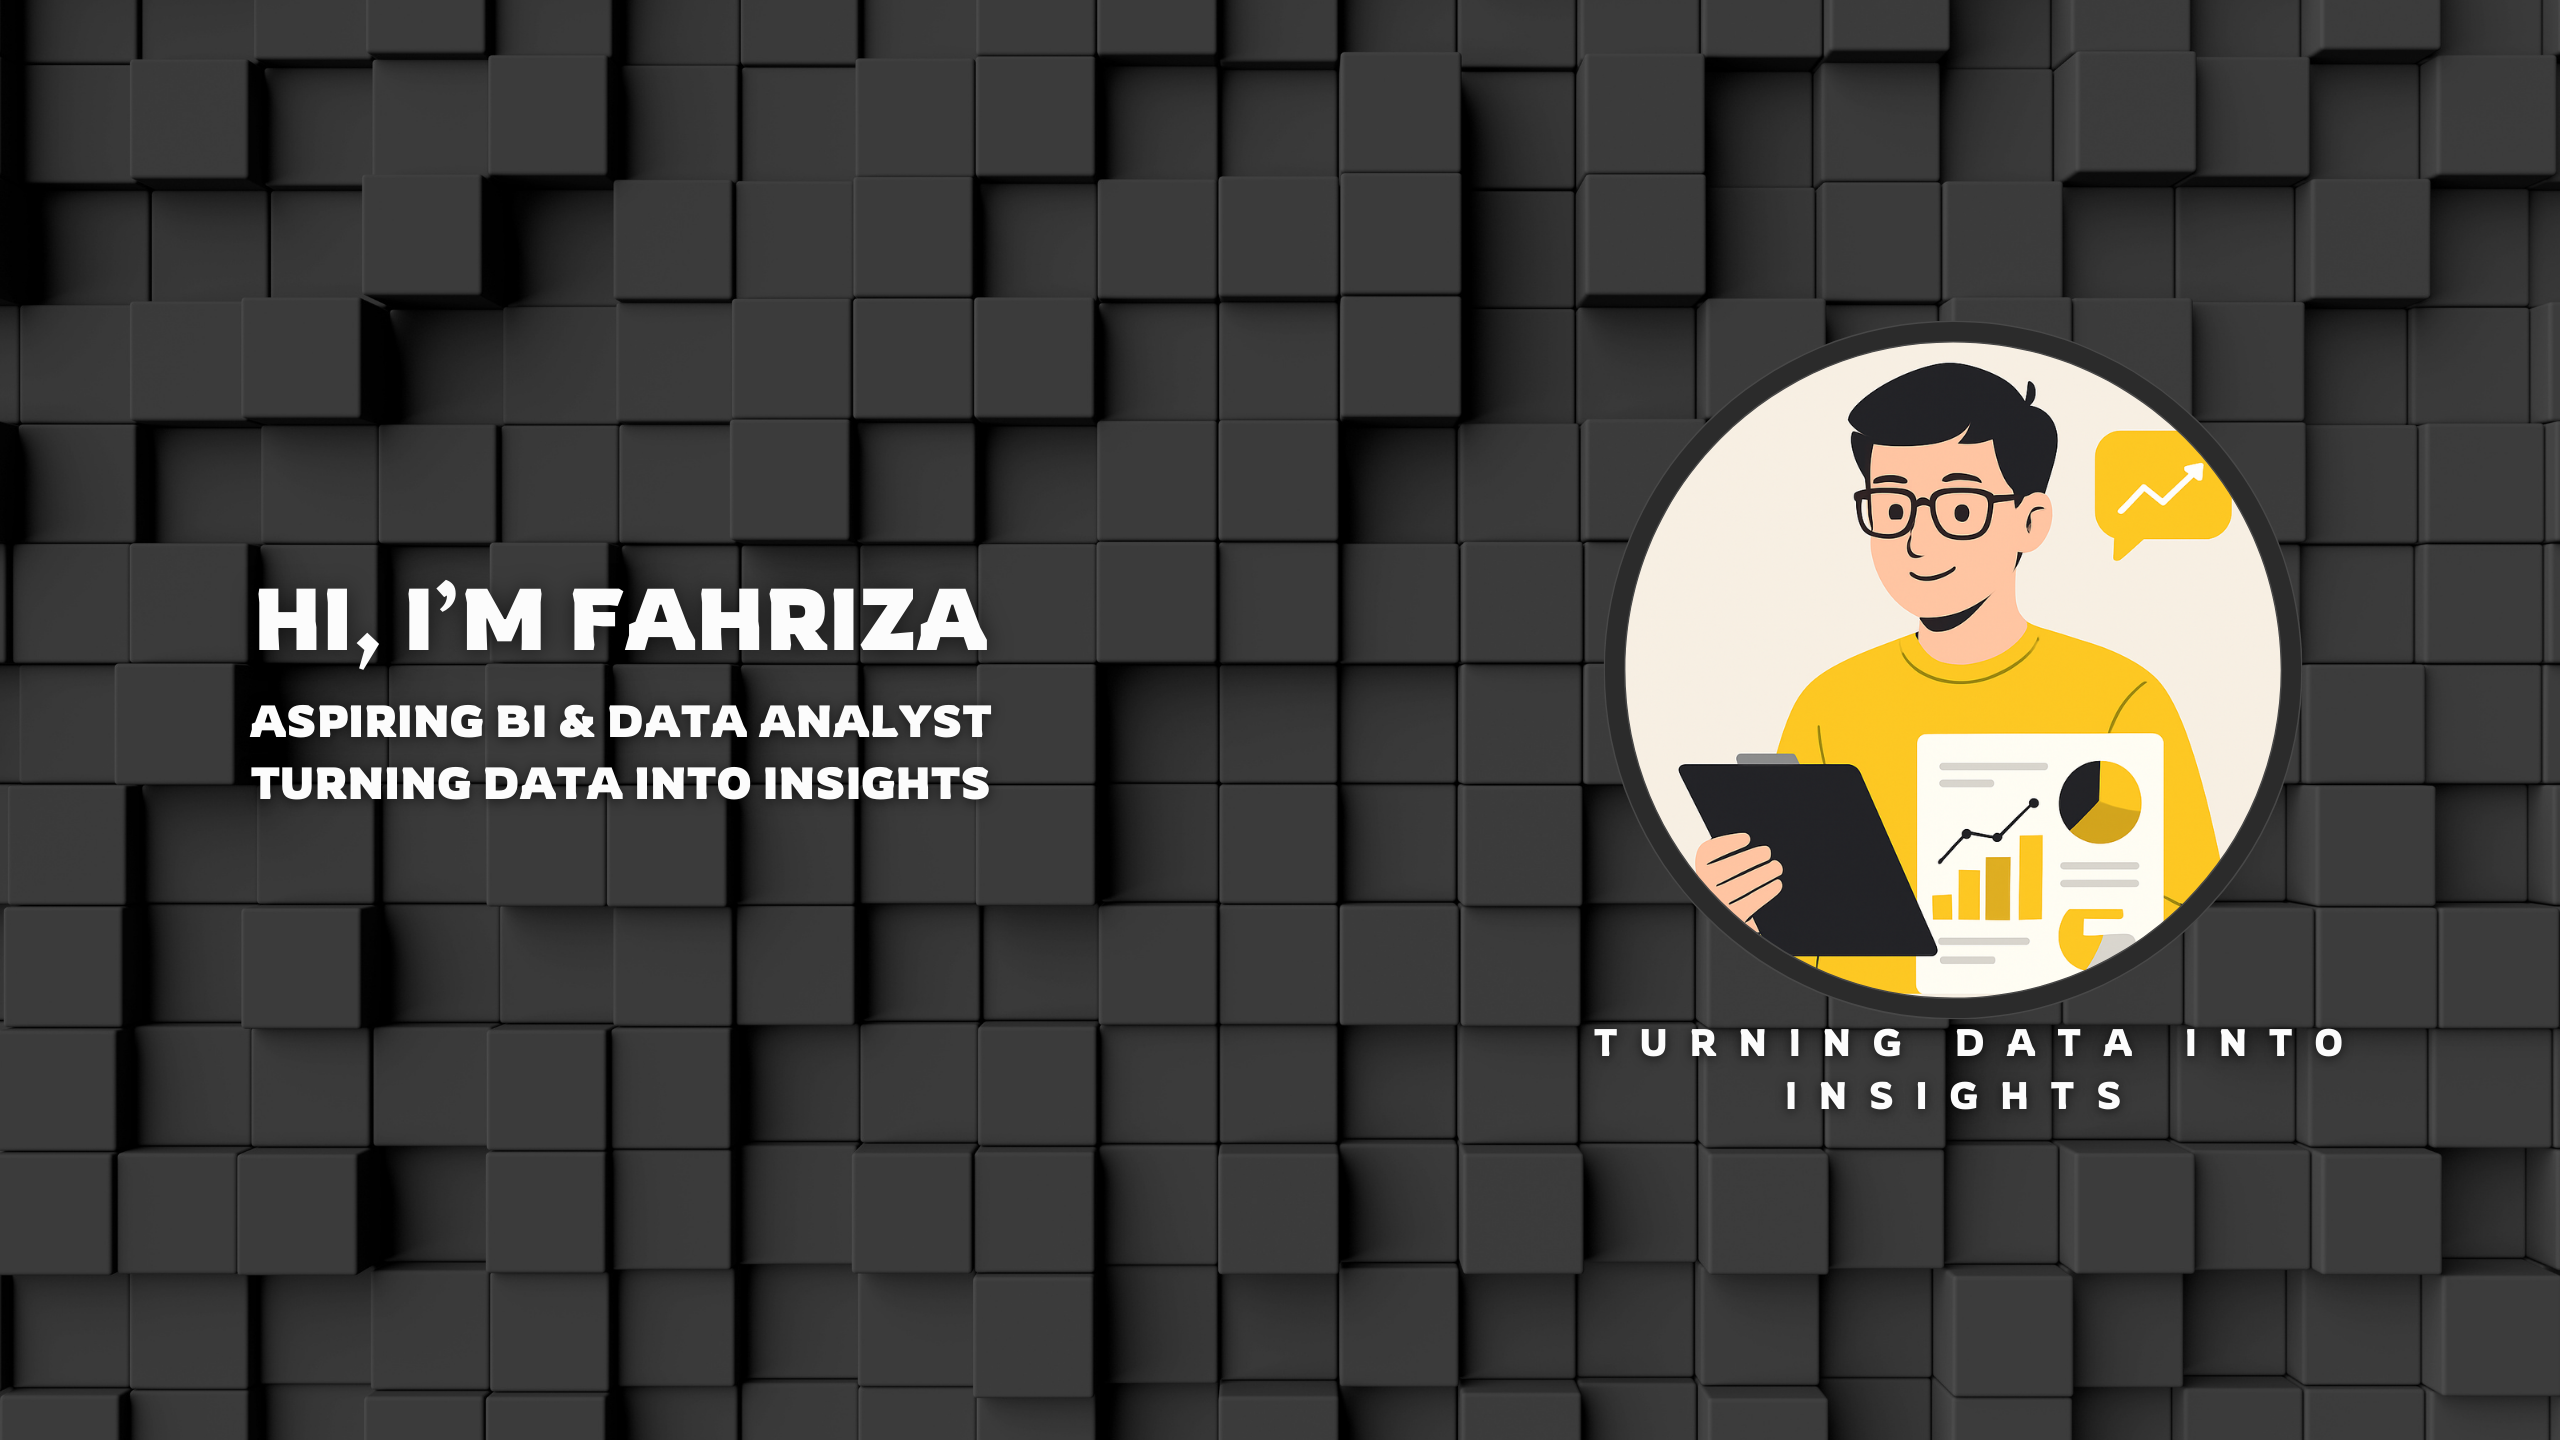 HI, I’M FAHRIZA
ASPIRING BI & DATA ANALYST
TURNING DATA INTO INSIGHTS
TURNING DATA INTO
INSIGHTS